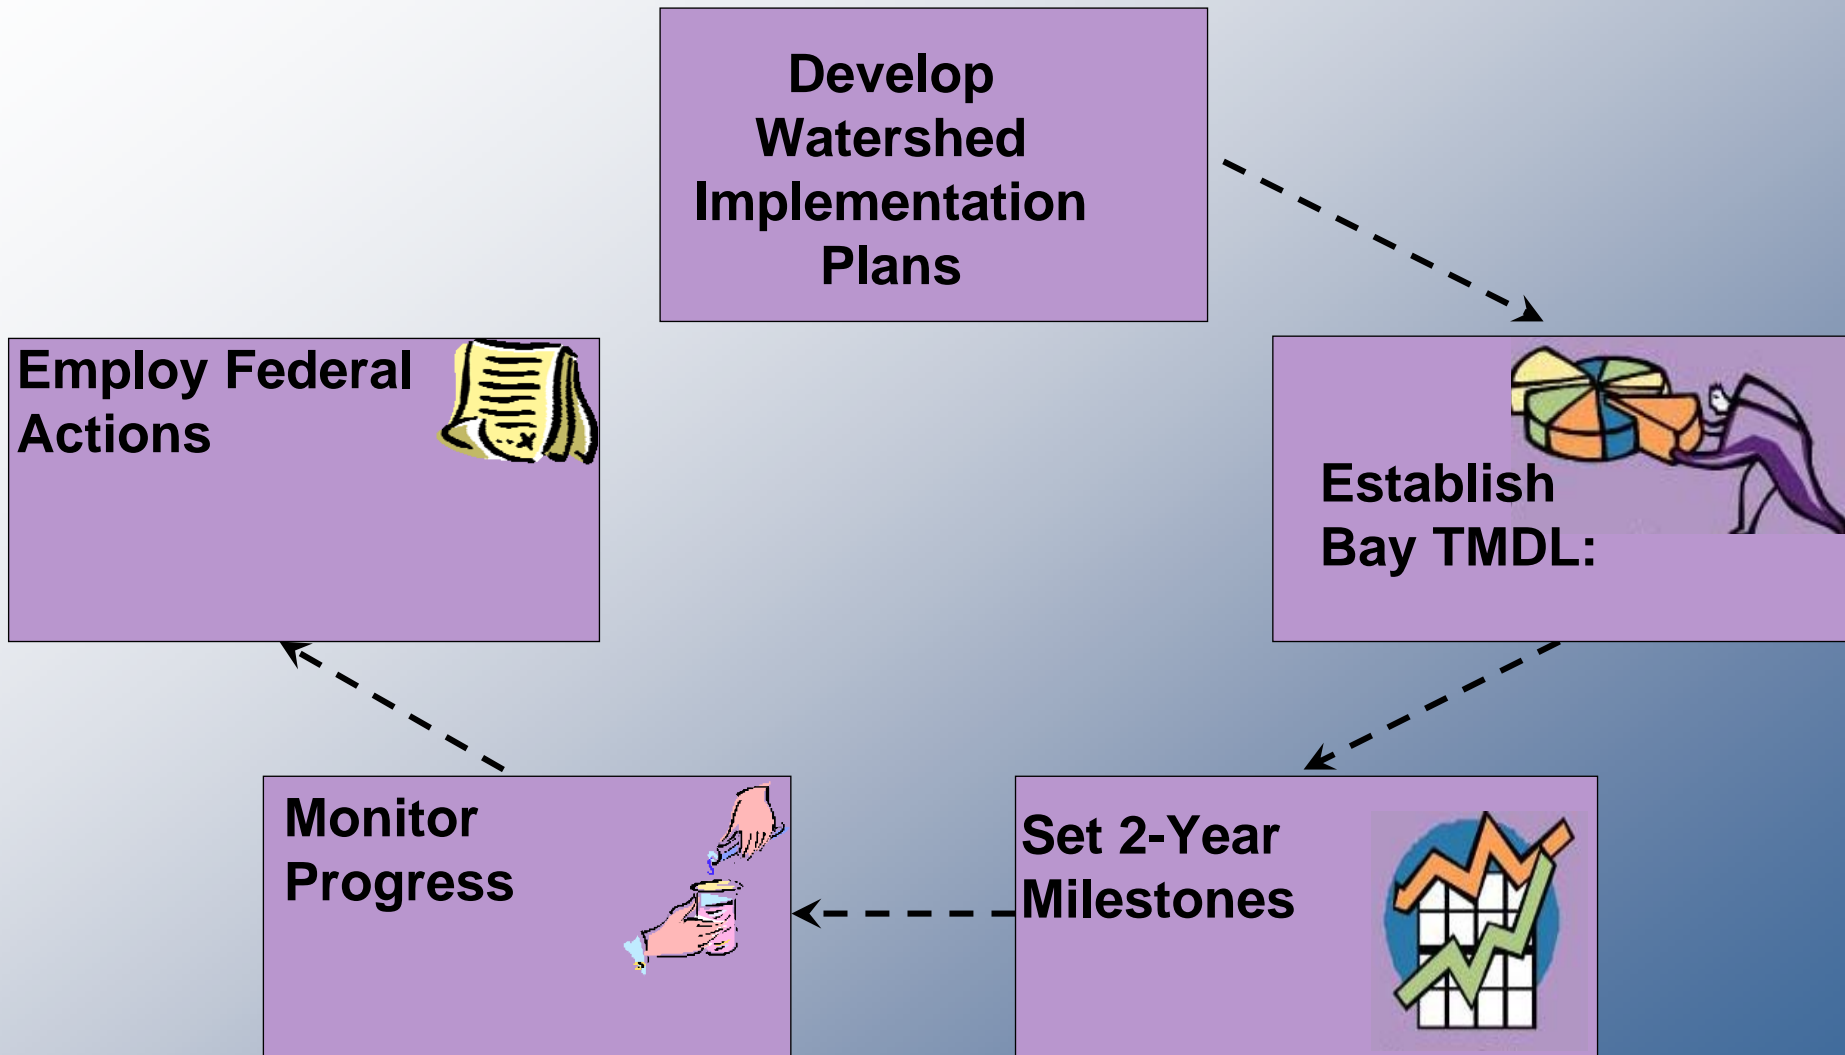 Develop
Watershed
Implementation
Plans
Establish
Bay TMDL:
Set 2-Year
Milestones
Monitor
Progress
Employ Federal
Actions